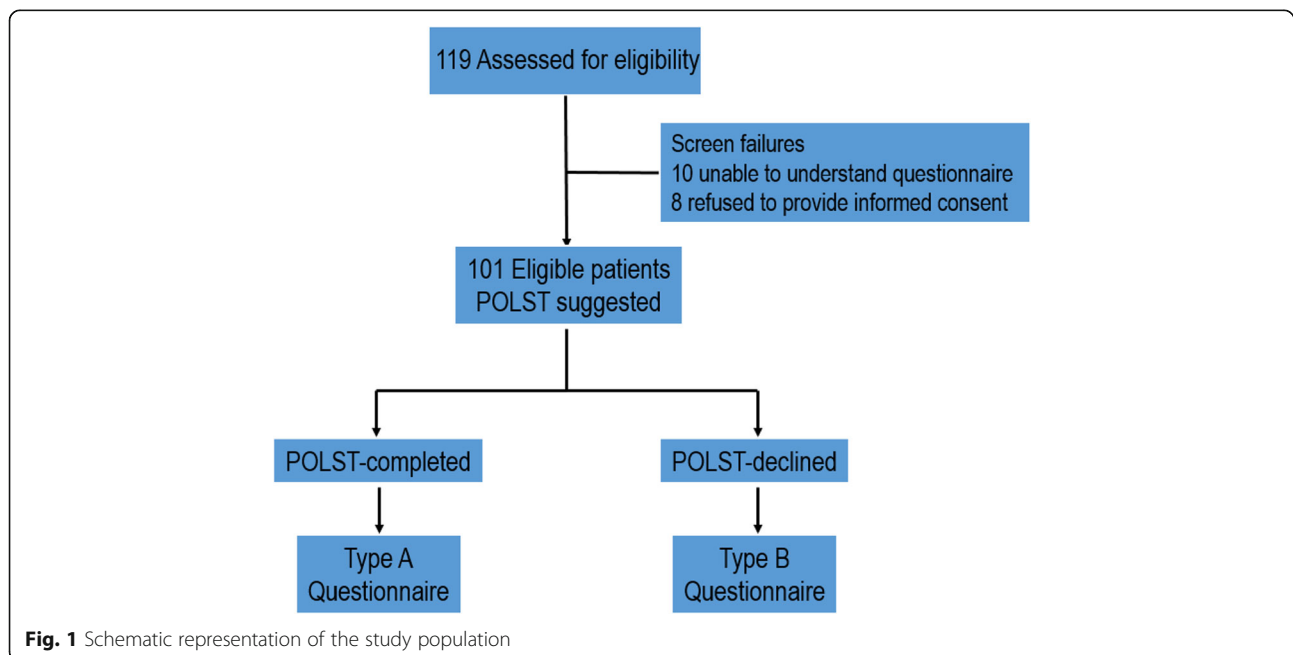 119 Assessed for eligibility
Screen failures
10 unable to understand questionnaire
8 refused to provide informed consent
101 Eligible patients
POLST suggested
POLST-completed
POLST-declined
Type A
Questionnaire
Type B
Questionnaire
Fig. 1 Schematic representation of the study population